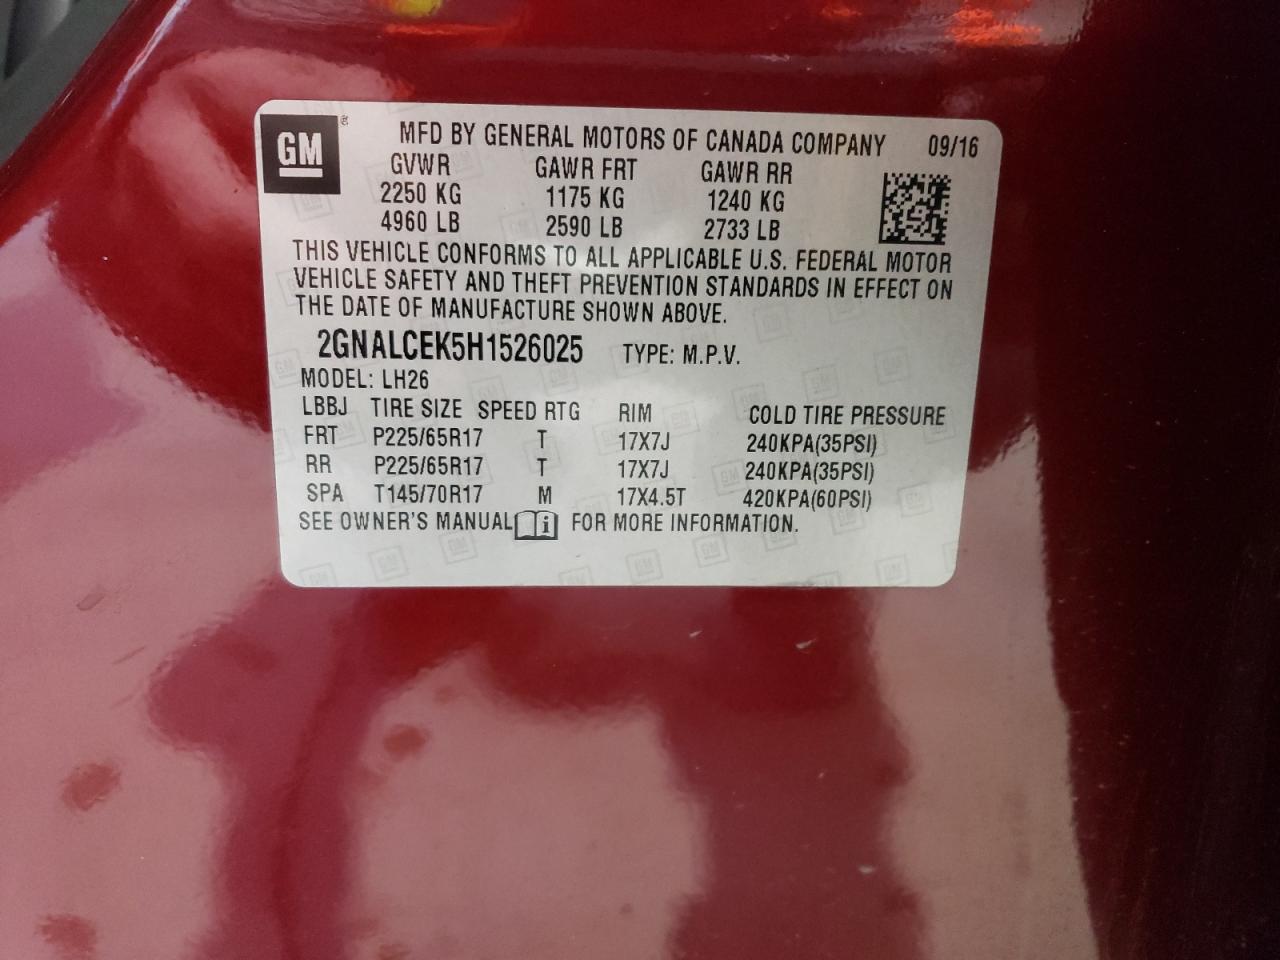 GM ® MFD BY GENERAL MOTORS OF CANADA COMPANY 09/16
GVWR GAWR FRT GAWR RR
2250 KG 1175 KG 1240 KG
4960 LB 2590 LB 2733 LB
THIS VEHICLE CONFORMS TO ALL APPLICABLE U.S. FEDERAL MOTOR
VEHICLE SAFETY AND THEFT PREVENTION STANDARDS IN EFFECT ON
THE DATE OF MANUFACTURE SHOWN ABOVE.
2GNALCEK5H1526025 TYPE: M.P.V.
MODEL: LH26
LBBJ TIRE SIZE SPEED RTG RIM COLD TIRE PRESSURE
FRT P225/65R17 T 17X7J 240KPA(35PSI)
RR P225/65R17 T 17X7J 240KPA(35PSI)
SPA T145/70R17 M 17X4.5T 420KPA(60PSI)
SEE OWNER'S MANUAL i FOR MORE INFORMATION.